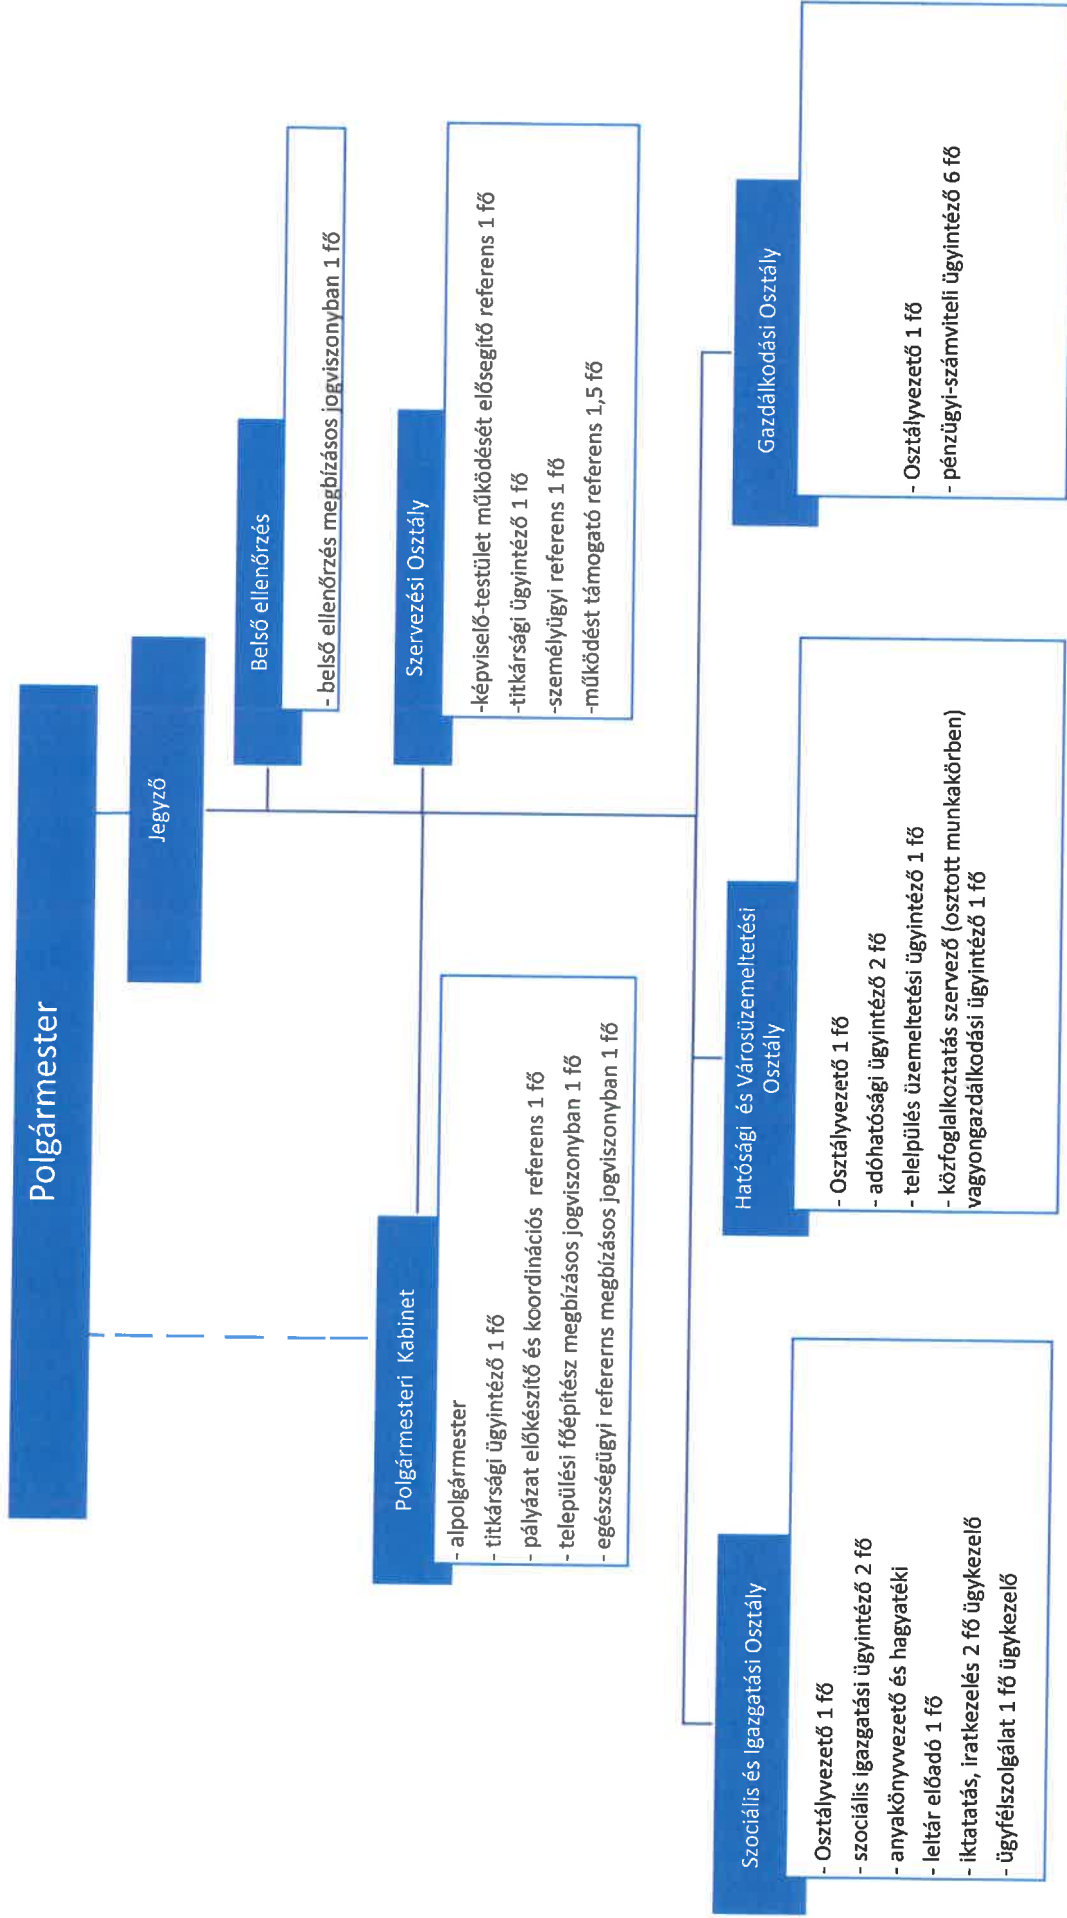 Polgármester
Jegyző
Belső ellenőrzés
- belső ellenőrzés megbízásos jogviszonyban 1 fő
Polgármesteri Kabinet
- alpolgármester
- titkársági ügyintéző 1 fő
- pályázat előkészítő és koordinációs referens 1 fő
- települési főépítész megbízásos jogviszonyban 1 fő
- egészségügyi refererns megbízásos jogviszonyban 1 fő
Szervezési Osztály
-képviselő-testület működését elősegítő referens 1 fő
-titkársági ügyintéző 1 fő
-személyügyi referens 1 fő
-működést támogató referens 1,5 fő
Szociális és Igazgatási Osztály
- Osztályvezető 1 fő
- szociális igazgatási ügyintéző 2 fő
- anyakönyvvezető és hagyatéki
- leltár előadó 1 fő
- iktatatás, iratkezelés 2 fő ügykezelő
- ügyfélszolgálat 1 fő ügykezelő
Hatósági és Városüzemeltetési
Osztály
- Osztályvezető 1 fő
- adóhatósági ügyintéző 2 fő
- település üzemeltetési ügyintéző 1 fő
- közfoglalkoztatás szervező (osztott munkakörben)
vagyongazdálkodási ügyintéző 1 fő
Gazdálkodási Osztály
- Osztályvezető 1 fő
- pénzügyi-számviteli ügyintéző 6 fő